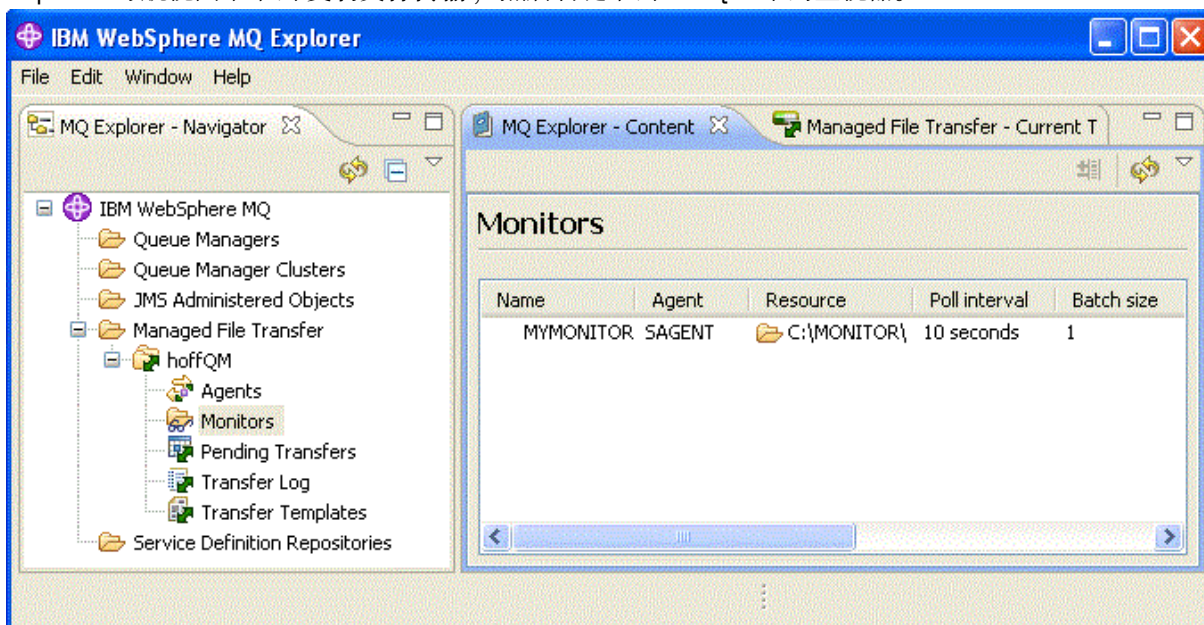 IBM WebSphere MQ Explorer
File Edit Window Help
MQ Explorer - Navigator
IBM WebSphere MQ
Queue Managers
Queue Manager Clusters
JMS Administered Objects
Managed File Transfer
hoffQM
Agents
Monitors
Pending Transfers
Transfer Log
Transfer Templates
Service Definition Repositories
MQ Explorer - Content
Managed File Transfer - Current T
Monitors
Name Agent Resource Poll interval Batch size
MYMONITOR SAGENT C:\MONITOR\ 10 seconds 1